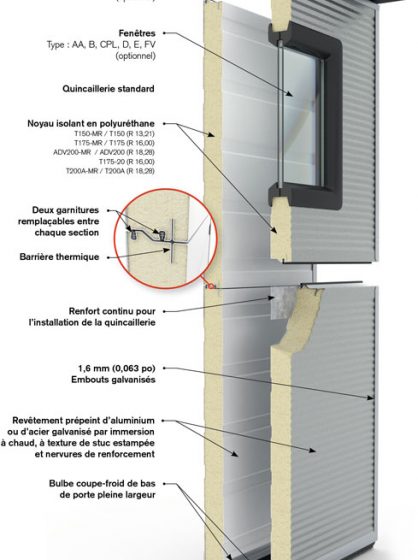 (optionnel)
Fenêtres
Type : AA, B, CPL, D, E, FV
(optionnel)
Quincaillerie standard
Noyau isolant en polyuréthane
T150-MR / T150 (R 13,21)
T175-MR / T175 (R 16,00)
ADV200-MR / ADV200 (R 18,28)
T175-20 (R 16,00)
T200A-MR / T200A (R 18,28)
Deux garnitures
remplaçables entre
chaque section
Barrière thermique
Renfort continu pour
l'installation de la quincaillerie
1,6 mm (0,063 po)
Embouts galvanisés
Revêtement prépeint d'aluminium
ou d'acier galvanisé par immersion
à chaud, à texture de stuc estampée
et nervures de renforcement
Bulbe coupe-froid de bas
de porte pleine largeur